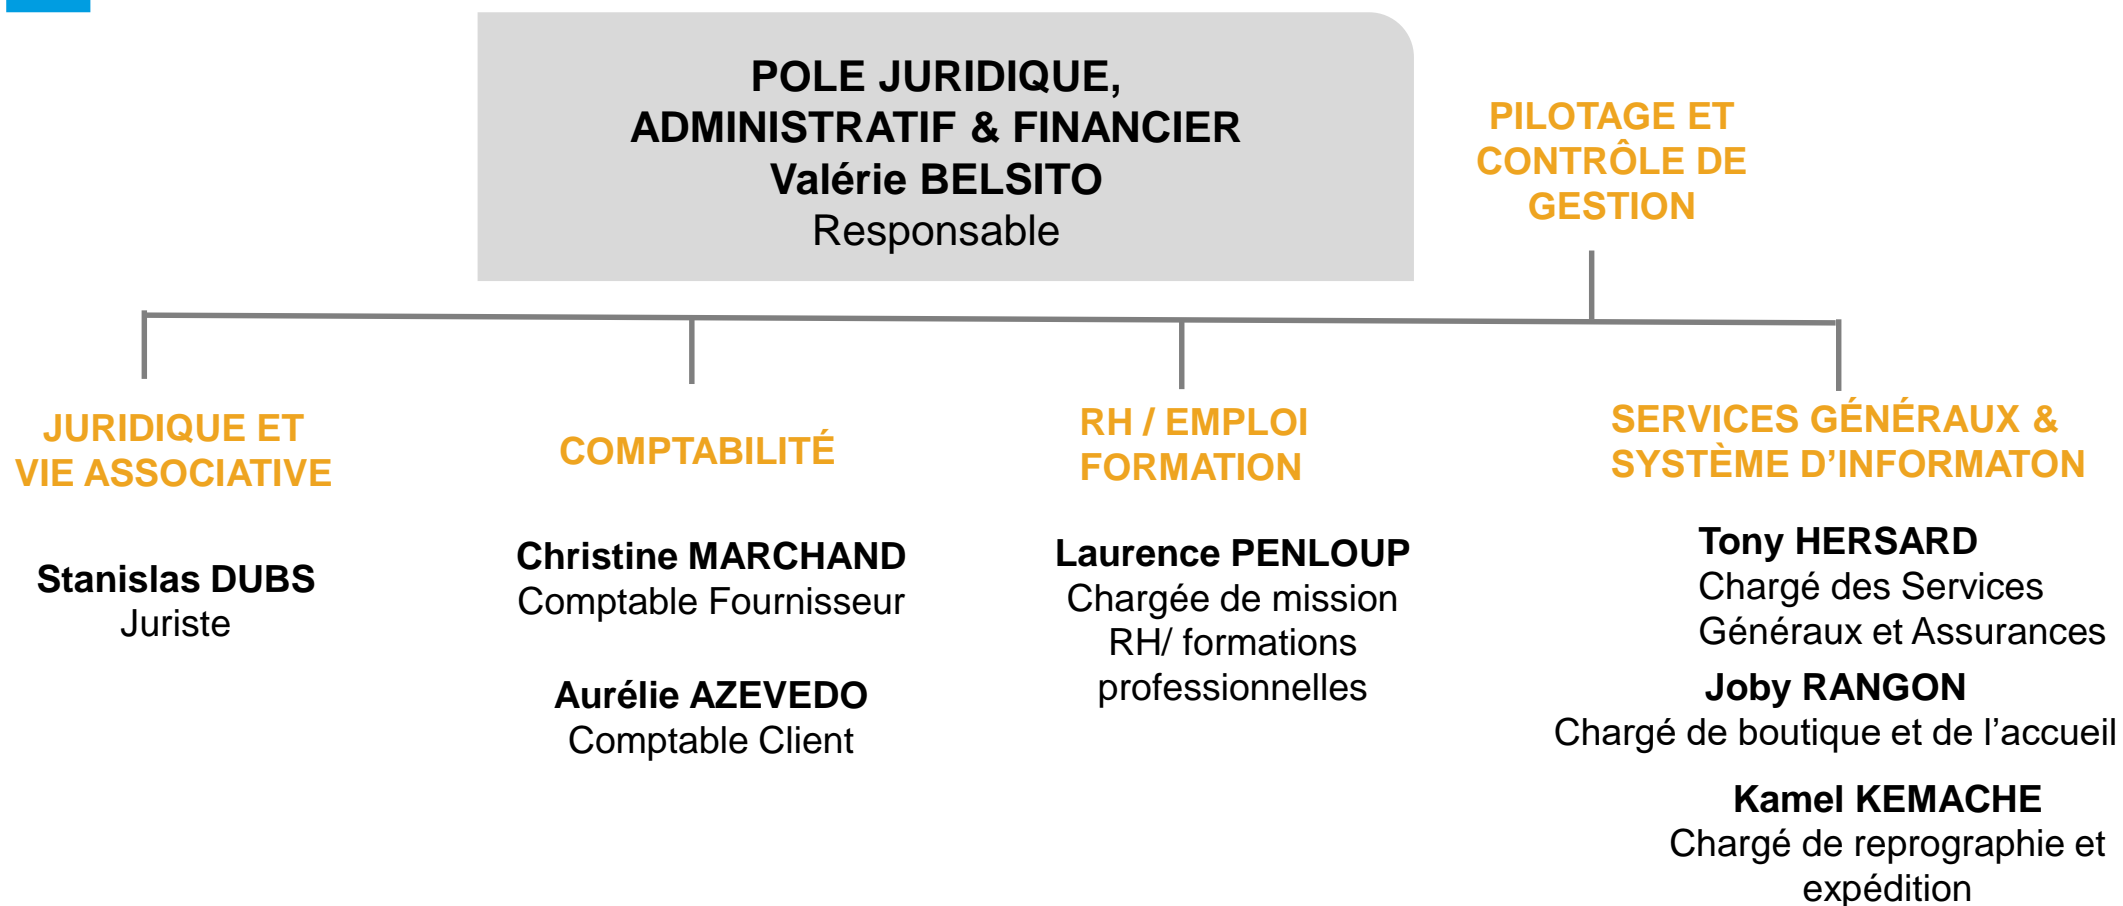 POLE JURIDIQUE,
ADMINISTRATIF & FINANCIER
Valérie BELSITO
Responsable
PILOTAGE ET
CONTRÔLE DE
GESTION
JURIDIQUE ET
VIE ASSOCIATIVE
Stanislas DUBS
Juriste
COMPTABILITÉ
Christine MARCHAND
Comptable Fournisseur
Aurélie AZEVEDO
Comptable Client
RH / EMPLOI
FORMATION
Laurence PENLOUP
Chargée de mission
RH/ formations
professionnelles
SERVICES GÉNÉRAUX &
SYSTÈME D’INFORMATON
Tony HERSARD
Chargé des Services
Généraux et Assurances
Joby RANGON
Chargé de boutique et de l’accueil
Kamel KEMACHE
Chargé de reprographie et
expédition